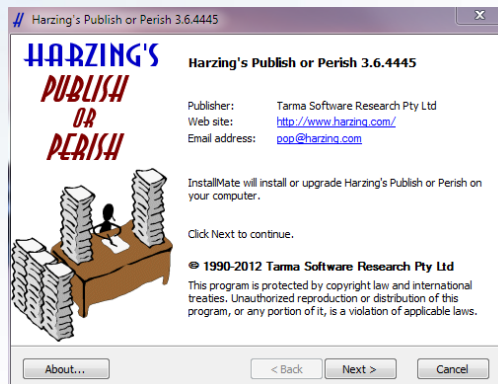 Harzing's Publish or Perish 3.6.4445
HARZING'S
PUBLISH
OR
PERISH
Harzing's Publish or Perish 3.6.4445
Publisher: Tarma Software Research Pty Ltd
Web site: http://www.harzing.com/
Email address: pop@harzing.com
InstallMate will install or upgrade Harzing's Publish or Perish on
your computer.
Click Next to continue.
© 1990-2012 Tarma Software Research Pty Ltd
This program is protected by copyright law and international
treaties. Unauthorized reproduction or distribution of this
program, or any portion of it, is a violation of applicable laws.
About... < Back Next > Cancel